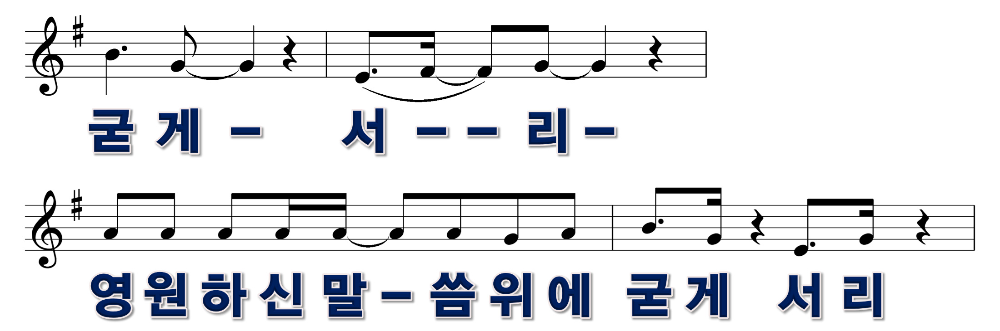 굳 게 - 서 - - 리 -
영원하신 말 - 씀 위에 굳 게 서 리